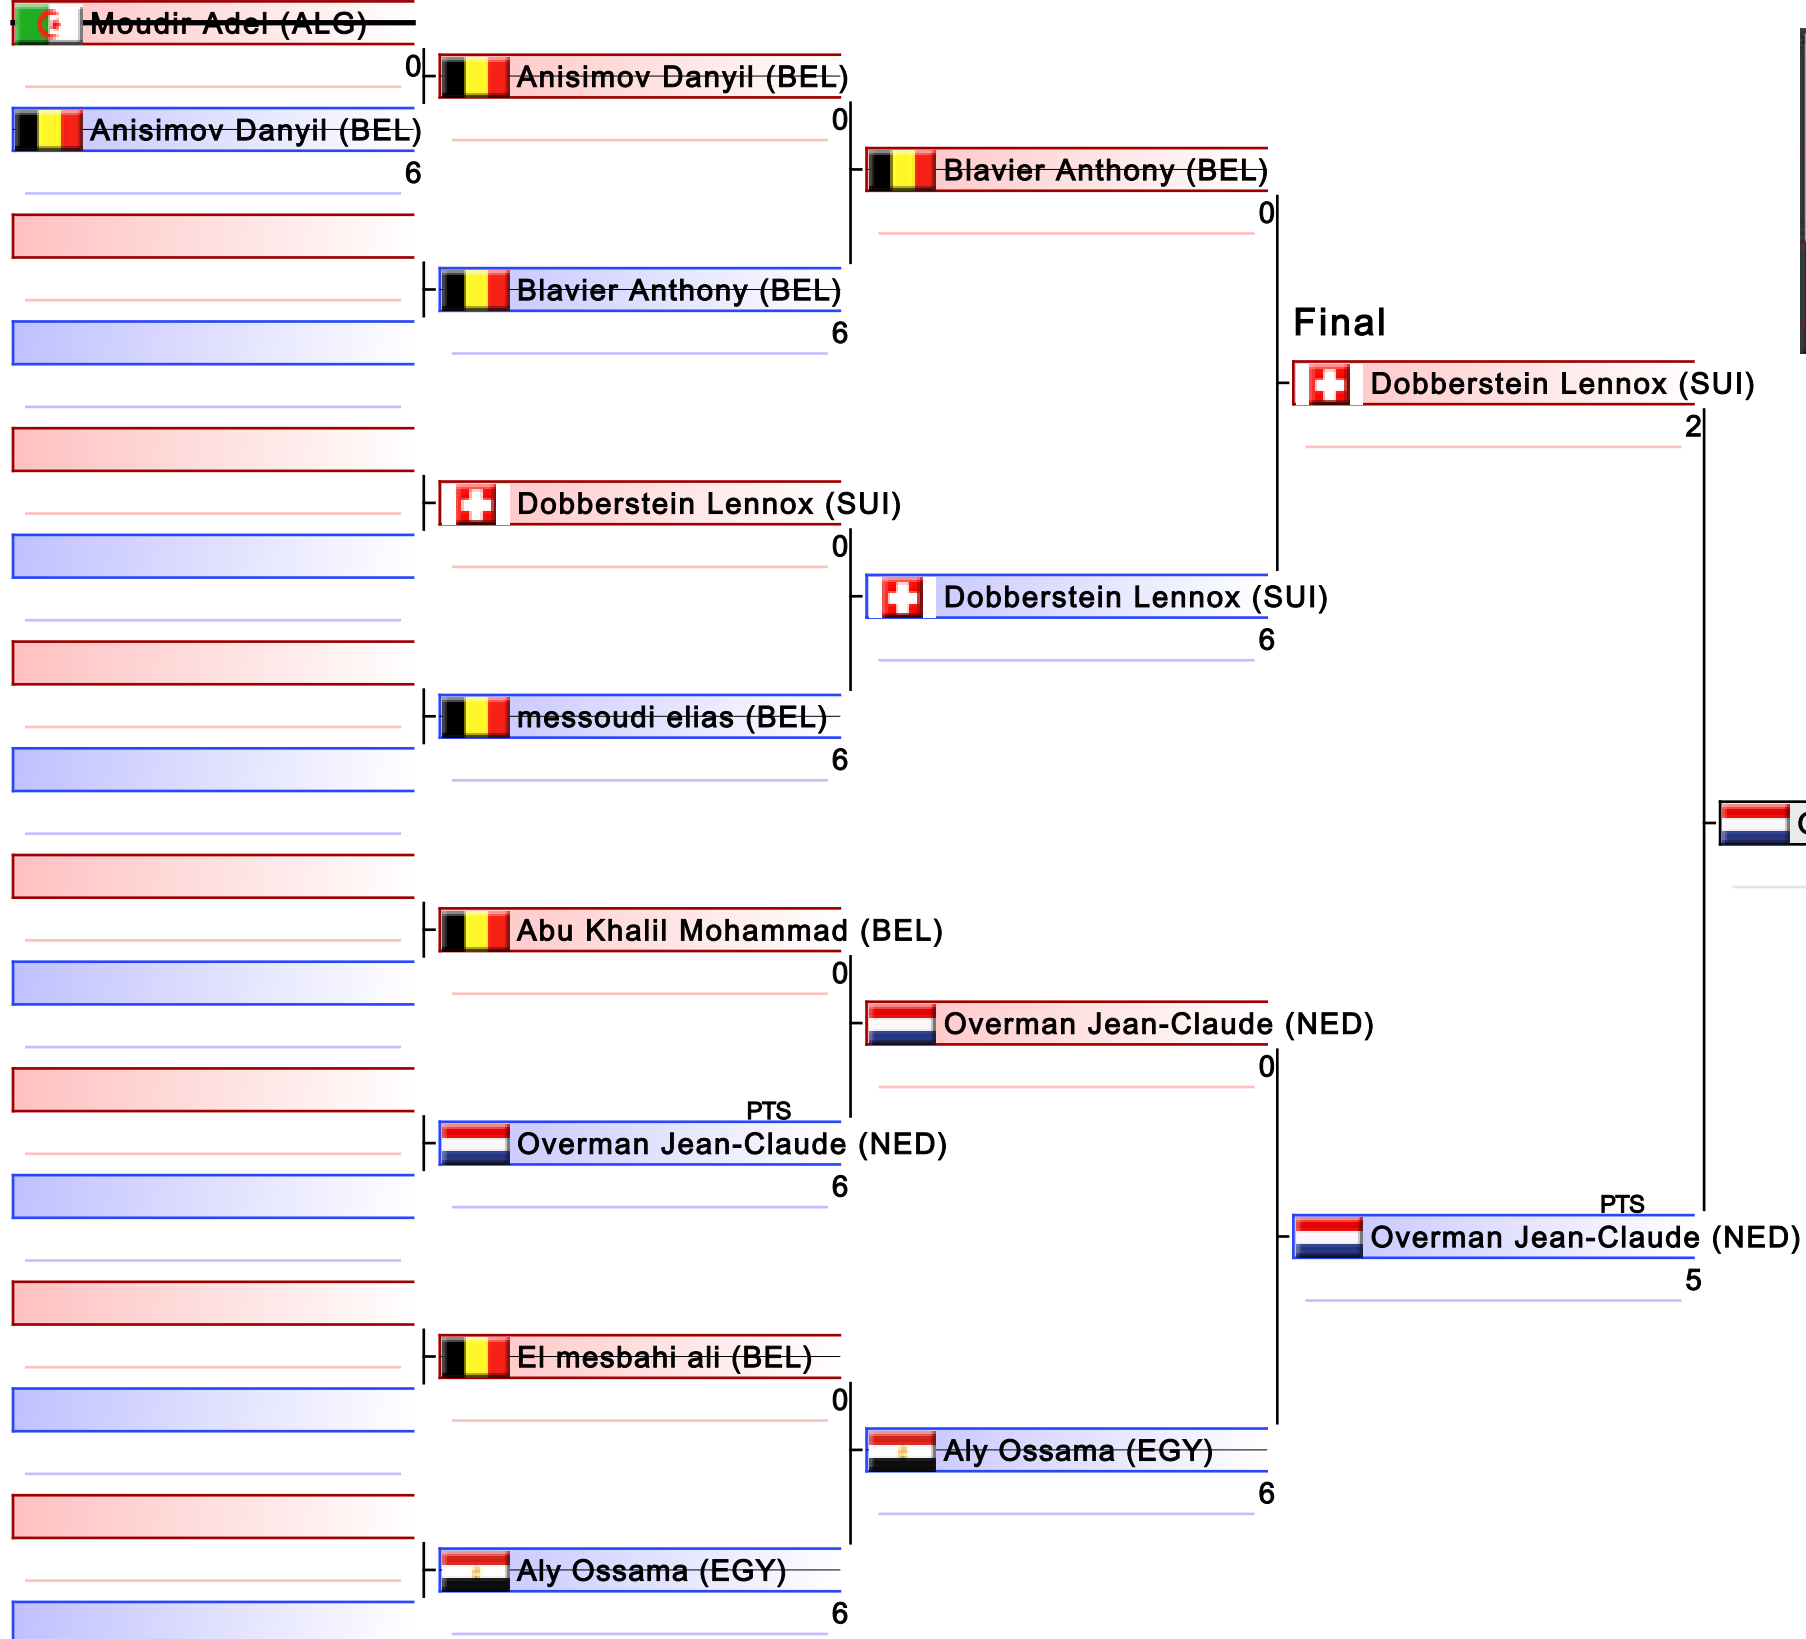 Moudir Adel (ALG)
0
Anisimov Danyil (BEL)
6
Anisimov Danyil (BEL)
0
Blavier Anthony (BEL)
6
Dobberstein Lennox (SUI)
0
messoudi elias (BEL)
6
Abu Khalil Mohammad (BEL)
0
PTS
Overman Jean-Claude (NED)
6
El mesbahi ali (BEL)
0
Aly Ossama (EGY)
6
Blavier Anthony (BEL)
0
Dobberstein Lennox (SUI)
6
Overman Jean-Claude (NED)
0
Aly Ossama (EGY)
6
Final
Dobberstein Lennox (SUI)
2
PTS
Overman Jean-Claude (NED)
5